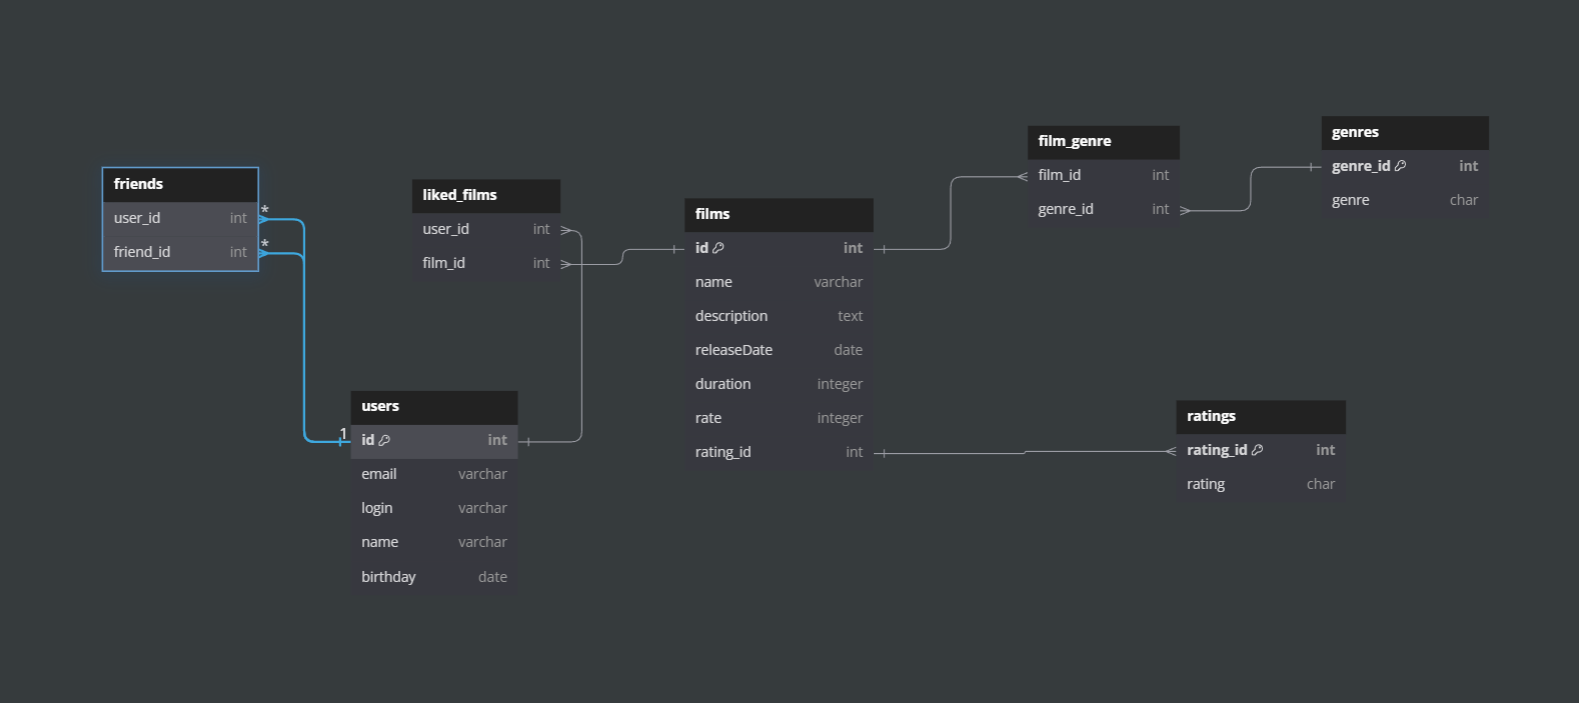 friends
user_id int *
friend_id int *
liked_films
user_id int
film_id int
films
id int
name varchar
description text
releaseDate date
duration integer
rate integer
rating_id int
film_genre
film_id int
genre_id int
genres
genre_id int
genre char
users
1 id int
email varchar
login varchar
name varchar
birthday date
ratings
rating_id int
rating char